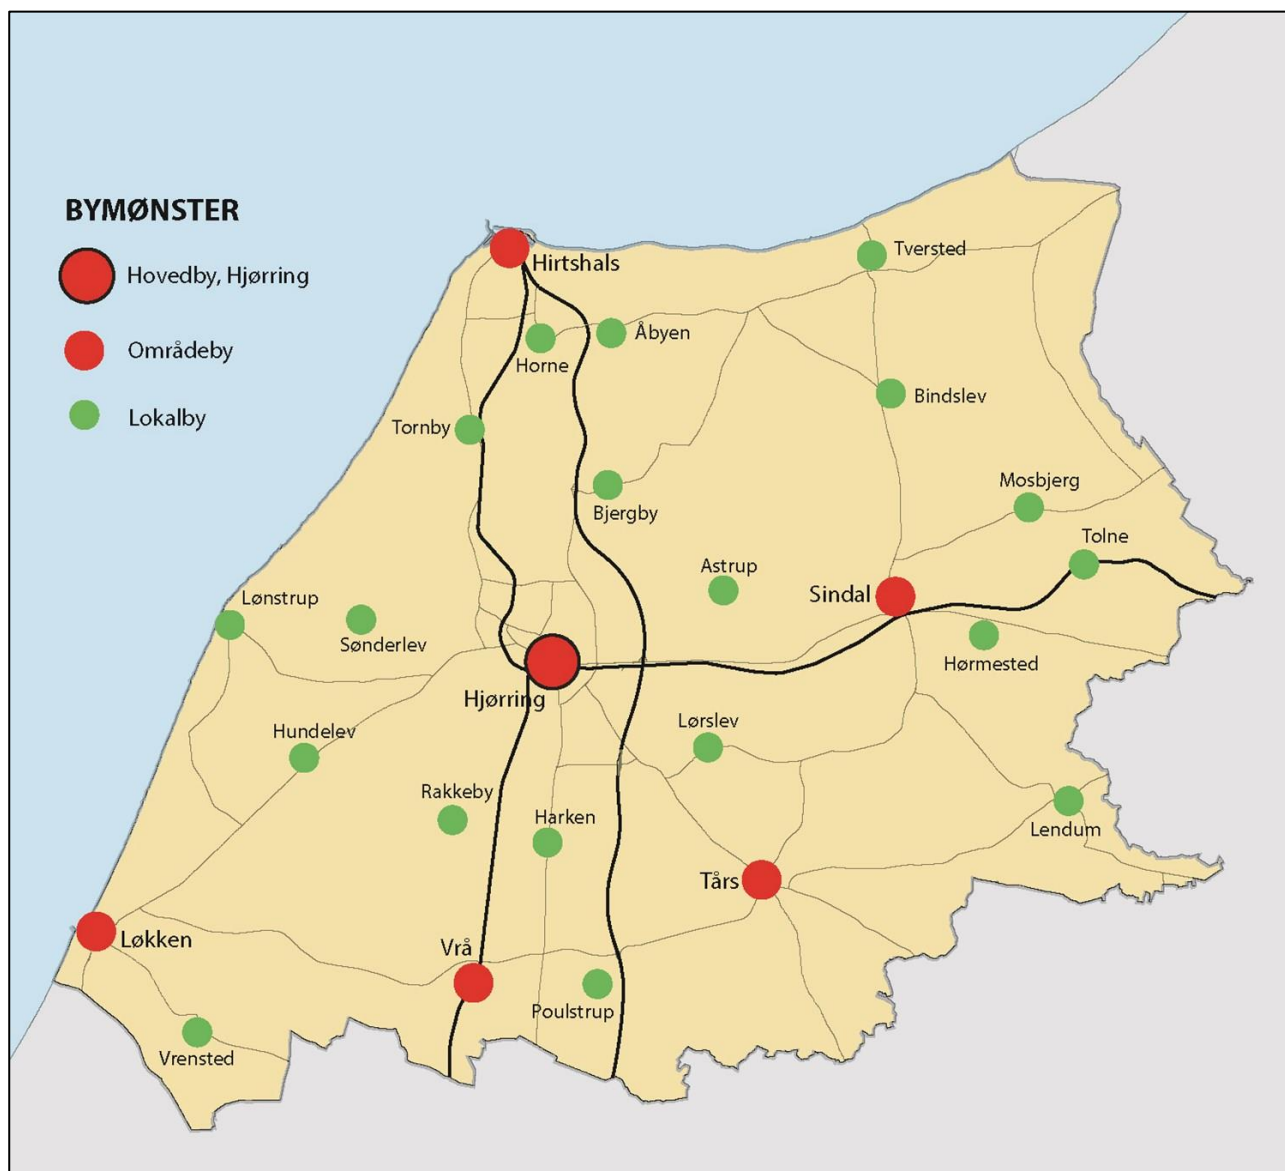 BYMØNSTER
Hovedby, Hjørring
Områdeby
Lokalby
Hirtshals
Tversted
Åbyen
Horne
Bindslev
Tornby
Mosbjerg
Bjergby
Tolne
Astrup
Sindal
Lønstrup
Sønderlev
Hørmested
Hjørring
Lørslev
Hundelev
Rakkeby
Harken
Lendum
Tårs
Løkken
Vrå
Poulstrup
Vrensted